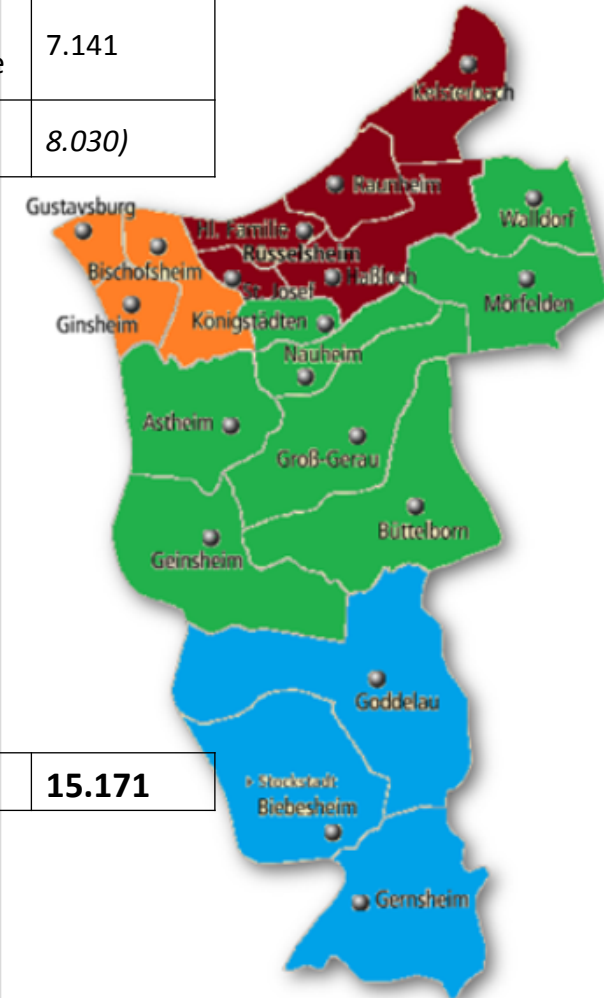 7.141
e
8.030)
Kelsterbach
Raunheim
Gustavsburg
Walldorf
Hl. Familie
Rüsselsheim
Bischofsheim
Haßloch
St. Josef
Mörfelden
Ginsheim
Königstädten
Nauheim
Astheim
Groß-Gerau
Büttelborn
Geinsheim
Goddelau
15.171
Stockstadt
Biebesheim
Gernsheim